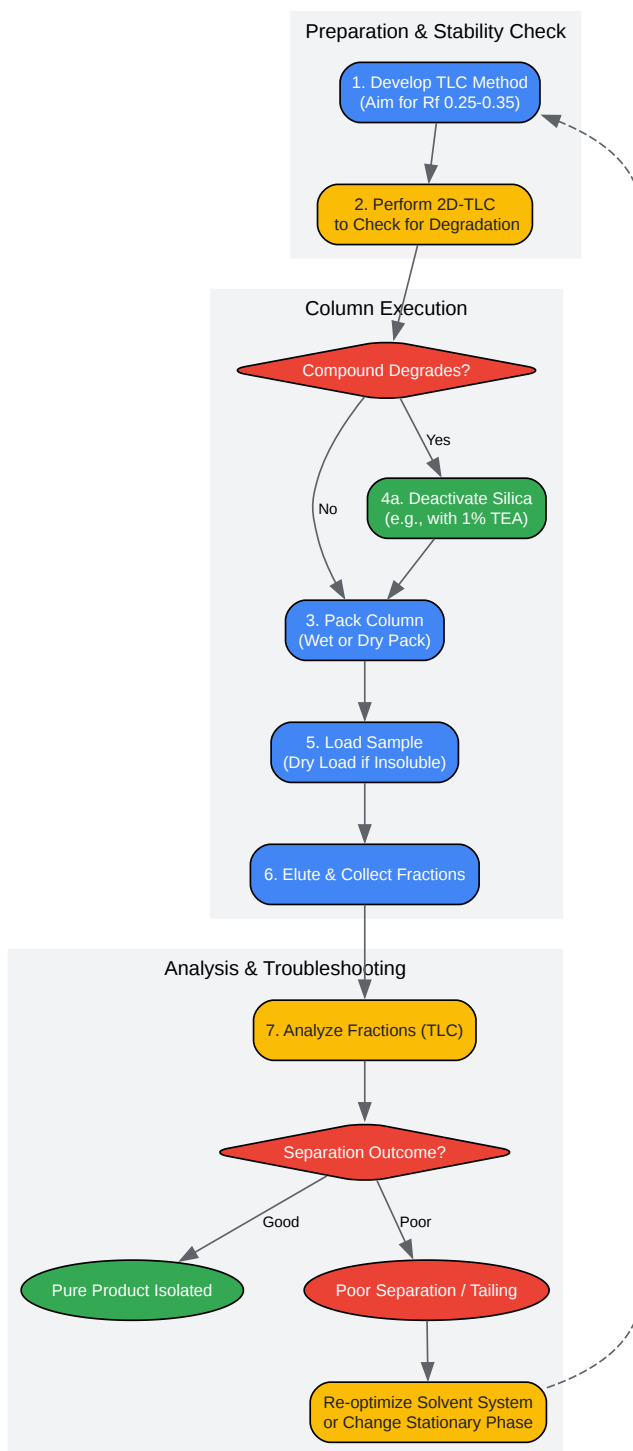 Preparation & Stability Check
1. Develop TLC Method
(Aim for Rf 0.25-0.35)
2. Perform 2D-TLC
to Check for Degradation
Column Execution
Compound Degrades?
Yes
No
4a. Deactivate Silica
(e.g., with 1% TEA)
3. Pack Column
(Wet or Dry Pack)
5. Load Sample
(Dry Load if Insoluble)
6. Elute & Collect Fractions
Analysis & Troubleshooting
7. Analyze Fractions (TLC)
Separation Outcome?
Good
Poor
Pure Product Isolated
Poor Separation / Tailing
Re-optimize Solvent System
or Change Stationary Phase